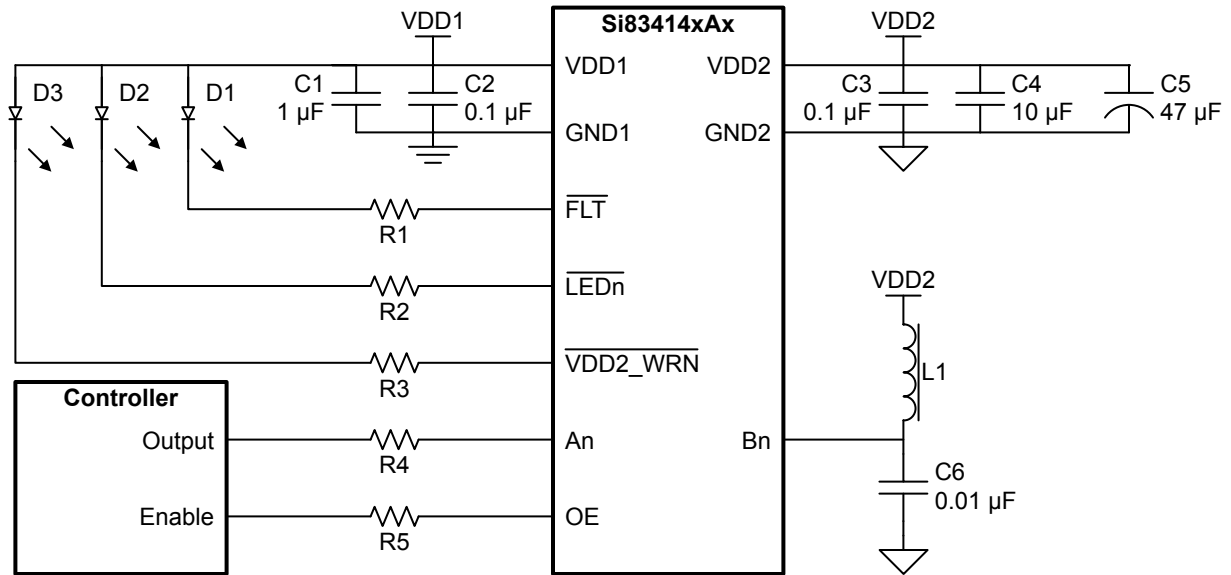 VDD1
Si83414xAx
VDD2
D3
D2
D1
C1
1 µF
C2
0.1 µF
VDD1
VDD2
C3
0.1 µF
C4
10 µF
C5
47 µF
GND1
GND2
FLT
R1
LEDn
R2
VDD2
VDD2_WRN
R3
L1
Controller
Output
R4
An
Bn
C6
0.01 µF
Enable
R5
OE